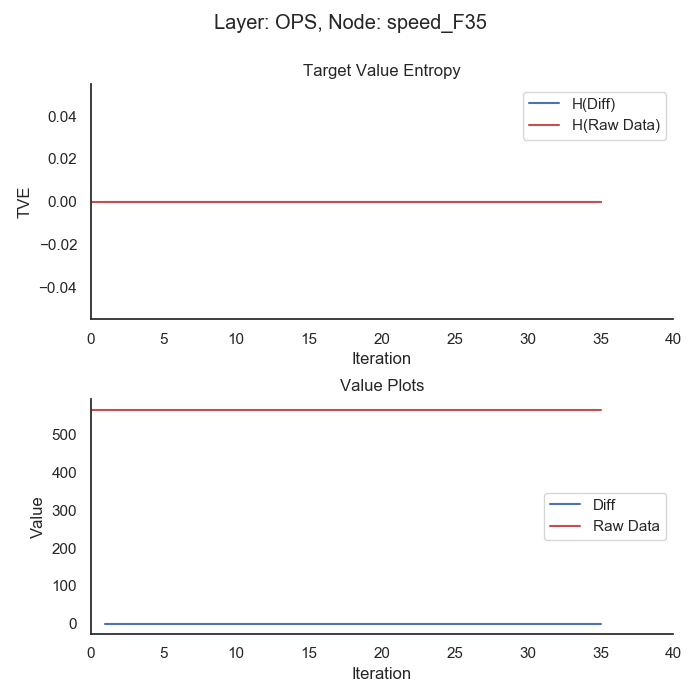 Layer: OPS, Node: speed_F35
Target Value Entropy
H(Diff)
H(Raw Data)
TVE
0.04
0.02
0.00
−0.02
−0.04
0 5 10 15 20 25 30 35 40
Iteration
Value Plots
Diff
Raw Data
Value
500
400
300
200
100
0
0 5 10 15 20 25 30 35 40
Iteration